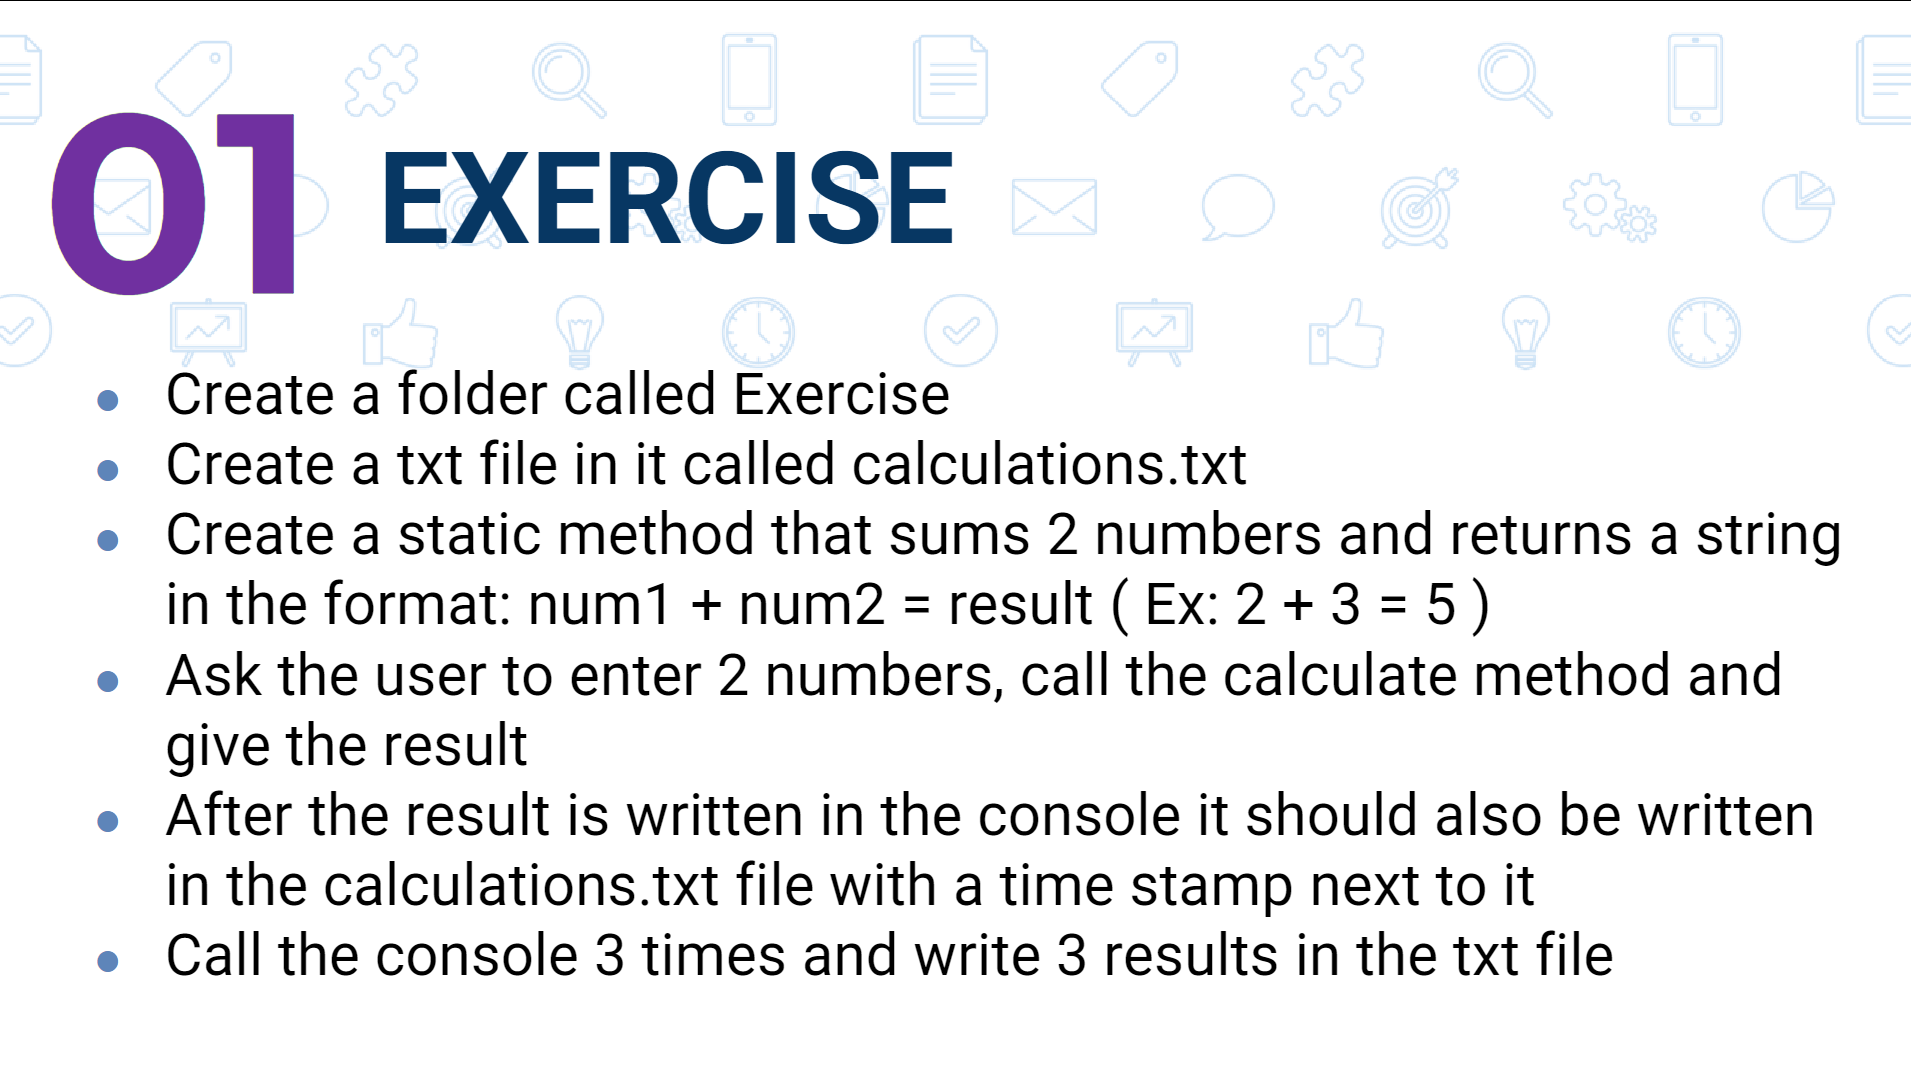 01 EXERCISE
● Create a folder called Exercise
● Create a txt file in it called calculations.txt
● Create a static method that sums 2 numbers and returns a string
in the format: num1 + num2 = result ( Ex: 2 + 3 = 5 )
● Ask the user to enter 2 numbers, call the calculate method and
give the result
● After the result is written in the console it should also be written
in the calculations.txt file with a time stamp next to it
● Call the console 3 times and write 3 results in the txt file